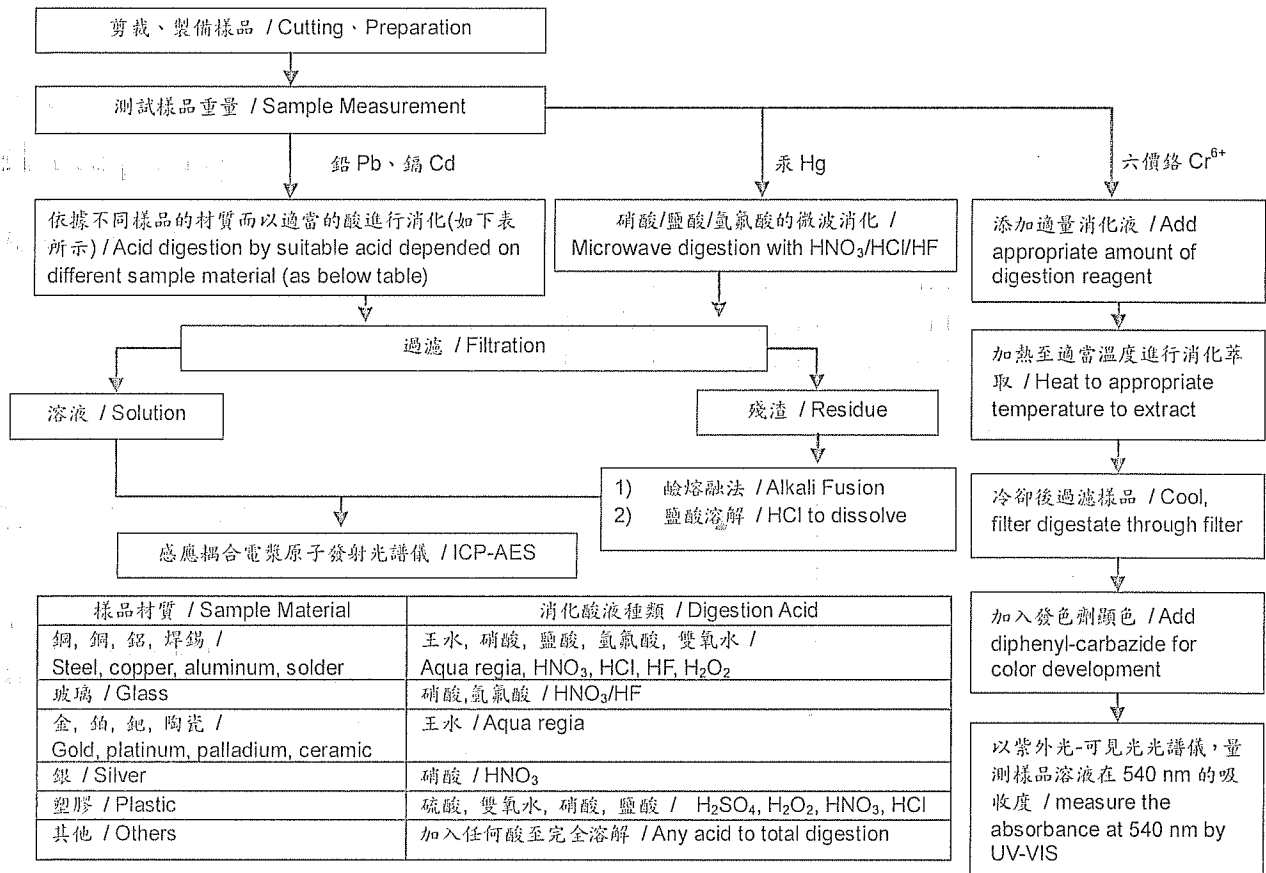 剪裁、製備樣品 / Cutting、Preparation
測試樣品重量 / Sample Measurement
鉛 Pb、鎘 Cd
汞 Hg
六價鉻 Cr⁶⁺
依據不同樣品的材質而以適當的酸進行消化(如下表
所示) / Acid digestion by suitable acid depended on
different sample material (as below table)
硝酸/鹽酸/氫氟酸的微波消化 /
Microwave digestion with HNO₃/HCl/HF
添加適量消化液 / Add
appropriate amount of
digestion reagent
過濾 / Filtration
加熱至適當溫度進行消化萃
取 / Heat to appropriate
temperature to extract
溶液 / Solution
殘渣 / Residue
1) 鹼熔融法 / Alkali Fusion
2) 鹽酸溶解 / HCl to dissolve
冷卻後過濾樣品 / Cool,
filter digestate through filter
感應耦合電漿原子發射光譜儀 / ICP-AES
樣品材質 / Sample Material
消化酸液種類 / Digestion Acid
鋼, 銅, 鋁, 焊錫 /
Steel, copper, aluminum, solder
王水, 硝酸, 鹽酸, 氫氟酸, 雙氧水 /
Aqua regia, HNO₃, HCl, HF, H₂O₂
玻璃 / Glass
硝酸,氫氟酸 / HNO₃/HF
金, 鉑, 鈀, 陶瓷 /
Gold, platinum, palladium, ceramic
王水 / Aqua regia
銀 / Silver
硝酸 / HNO₃
塑膠 / Plastic
硫酸, 雙氧水, 硝酸, 鹽酸 / H₂SO₄, H₂O₂, HNO₃, HCl
其他 / Others
加入任何酸至完全溶解 / Any acid to total digestion
加入發色劑顯色 / Add
diphenyl-carbazide for
color development
以紫外光-可見光光譜儀，量
測樣品溶液在 540 nm 的吸
收度 / measure the
absorbance at 540 nm by
UV-VIS